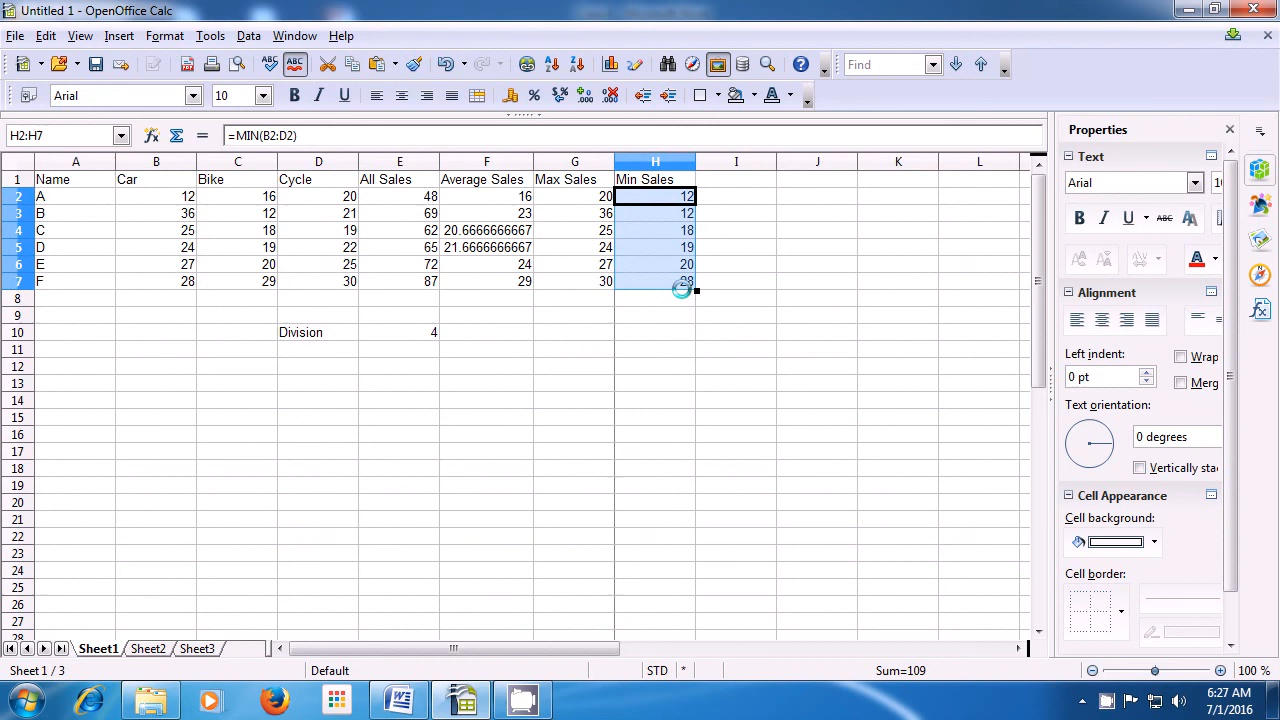 Untitled 1 - OpenOffice Calc
File Edit View Insert Format Tools Data Window Help
ABC ABC Find
Arial 10
H2:H7 =MIN(B2:D2)
A B C D E F G H I J K L
1 Name Car Bike Cycle All Sales Average Sales Max Sales Min Sales
2 A 12 16 20 48 16 20 12
3 B 36 12 21 69 23 36 12
4 C 25 18 19 62 20.6666666667 25 18
5 D 24 19 22 65 21.6666666667 24 19
6 E 27 20 25 72 24 27 20
7 F 28 29 30 87 29 30 28
8
9
10 Division 4
11
12
13
14
15
16
17
18
19
20
21
22
23
24
25
26
27
28
Properties
Text
Arial
B I U ABC
Alignment
Left indent:
Wrap
0 pt
Merg
Text orientation:
0 degrees
Vertically sta
Cell Appearance
Cell background:
Cell border:
Sheet1 Sheet2 Sheet3
Sheet 1 / 3 Default STD * Sum=109 100 %
6:27 AM
7/1/2016